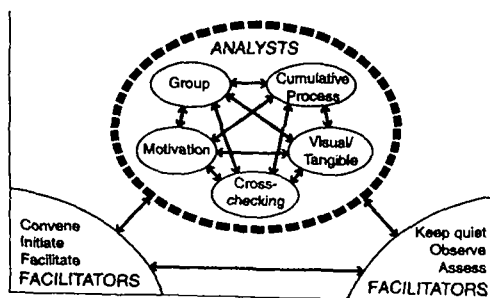 ANALYSTS
Group
Cumulative
Process
Motivation
Visual/
Tangible
Cross-
checking
Convene
Initiate
Facilitate
FACILITATORS
Keep quiet
Observe
Assess
FACILITATORS